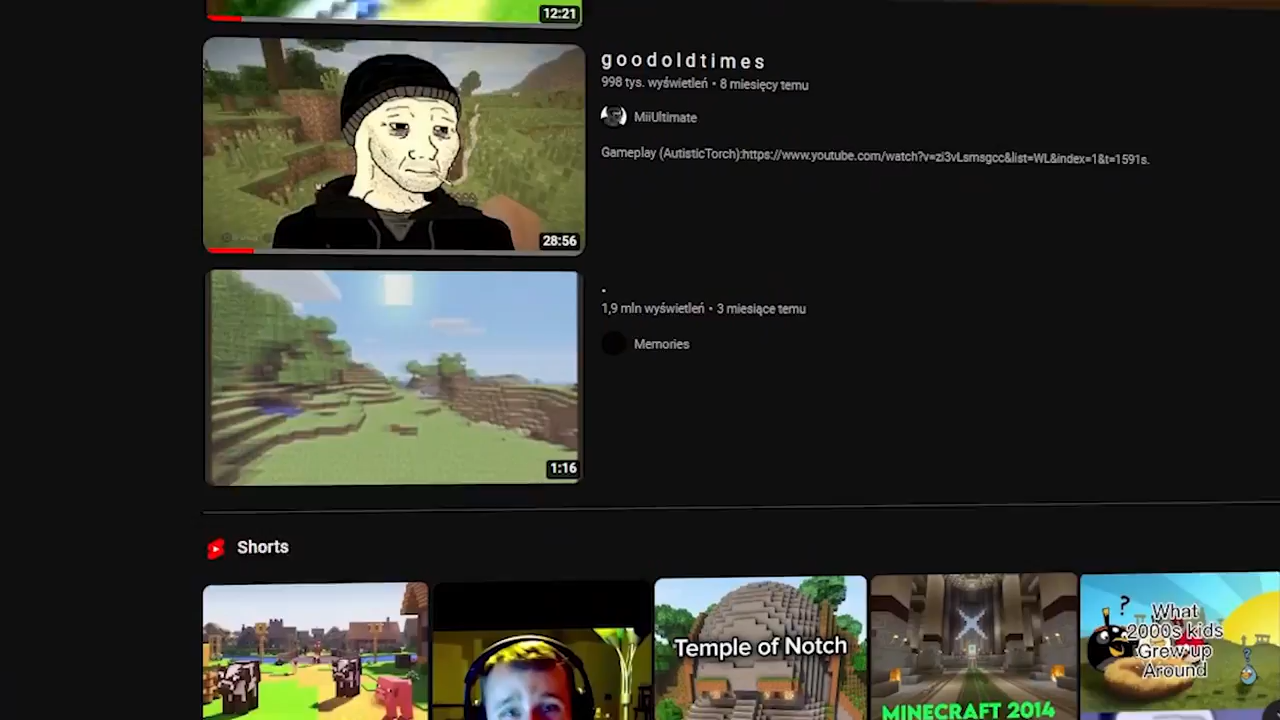 12:21
goodoldtimes
998 tys. wyświetleń • 8 miesięcy temu
MiiUltimate
Gameplay (AutisticTorch):https://www.youtube.com/watch?v=zi3vLsmsgcc&list=WL&index=1&t=1591s.
28:56
.
1,9 mln wyświetleń • 3 miesiące temu
Memories
1:16
Shorts
Temple of Notch
MINECRAFT 2014
?
What
2000s kids
Grew up
Around
?